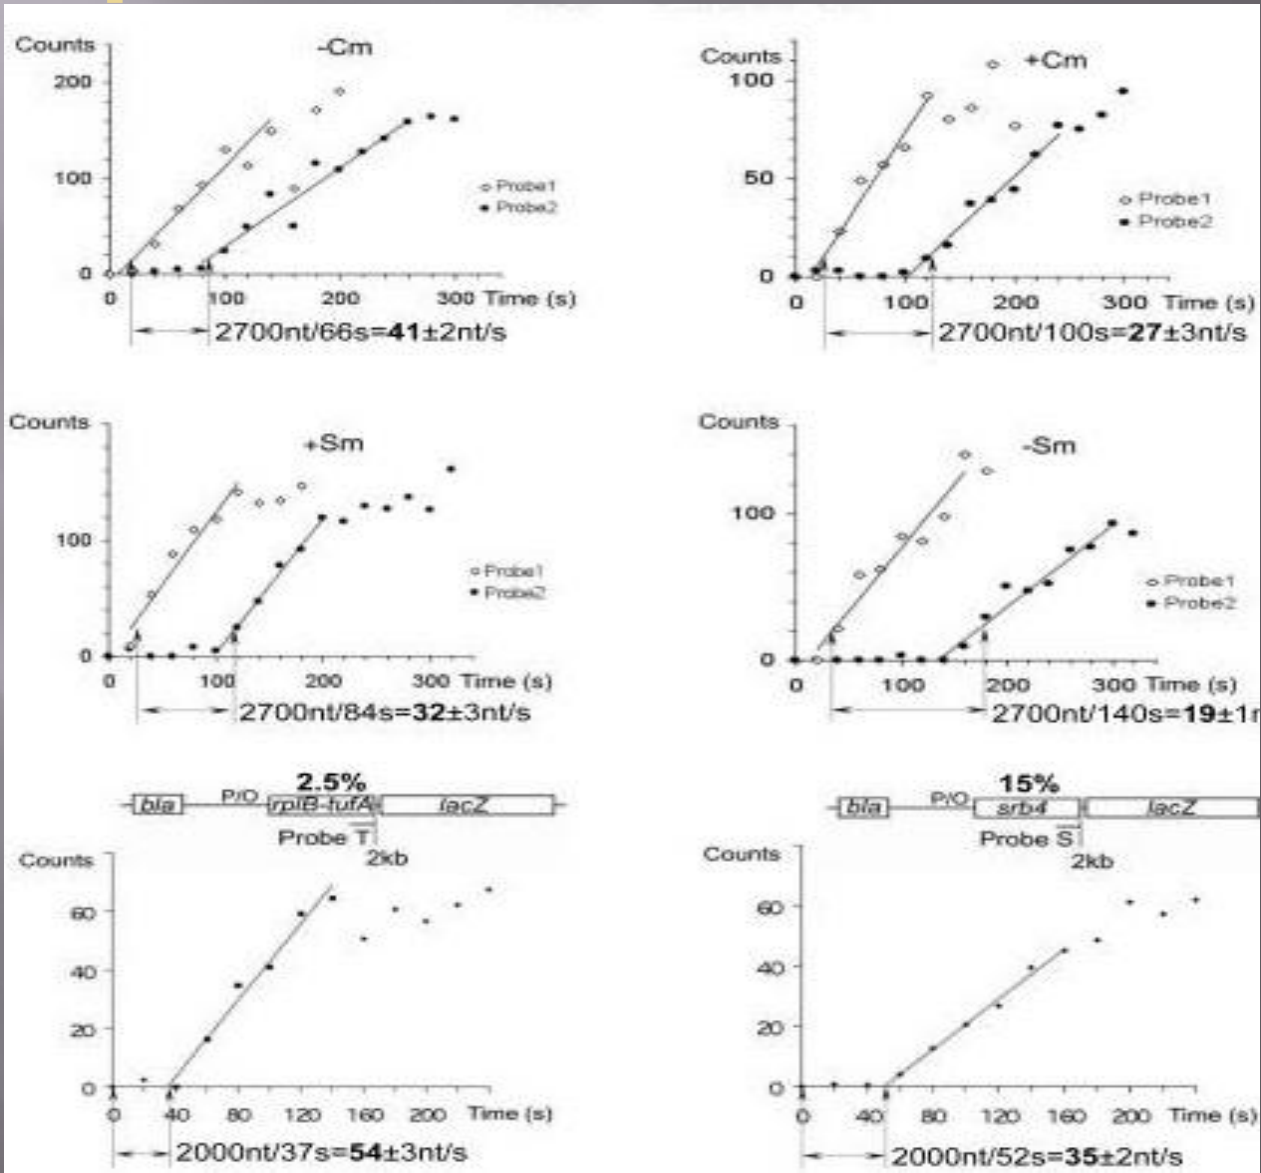 Counts
-Cm
200
100
0
Probe1
Probe2
0 100 200 300 Time (s)
2700nt/66s=41±2nt/s
Counts
+Cm
100
50
0
Probe1
Probe2
0 100 200 300 Time (s)
2700nt/100s=27±3nt/s
Counts
+Sm
100
0
Probe1
Probe2
0 100 200 300 Time (s)
2700nt/84s=32±3nt/s
Counts
-Sm
100
0
Probe1
Probe2
0 100 200 300 Time (s)
2700nt/140s=19±1r
2.5%
bla P/O rplB-tufA lacZ
Probe T
2kb
Counts
60
40
20
0
0 40 80 120 160 200 Time (s)
2000nt/37s=54±3nt/s
15%
bla P/O srb4 lacZ
Probe S
2kb
Counts
60
40
20
0
0 40 80 120 160 200 Time (s)
2000nt/52s=35±2nt/s